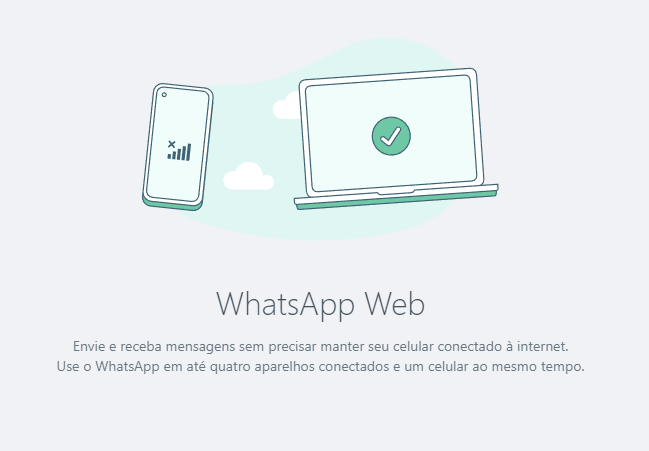 WhatsApp Web
Envie e receba mensagens sem precisar manter seu celular conectado à internet.
Use o WhatsApp em até quatro aparelhos conectados e um celular ao mesmo tempo.